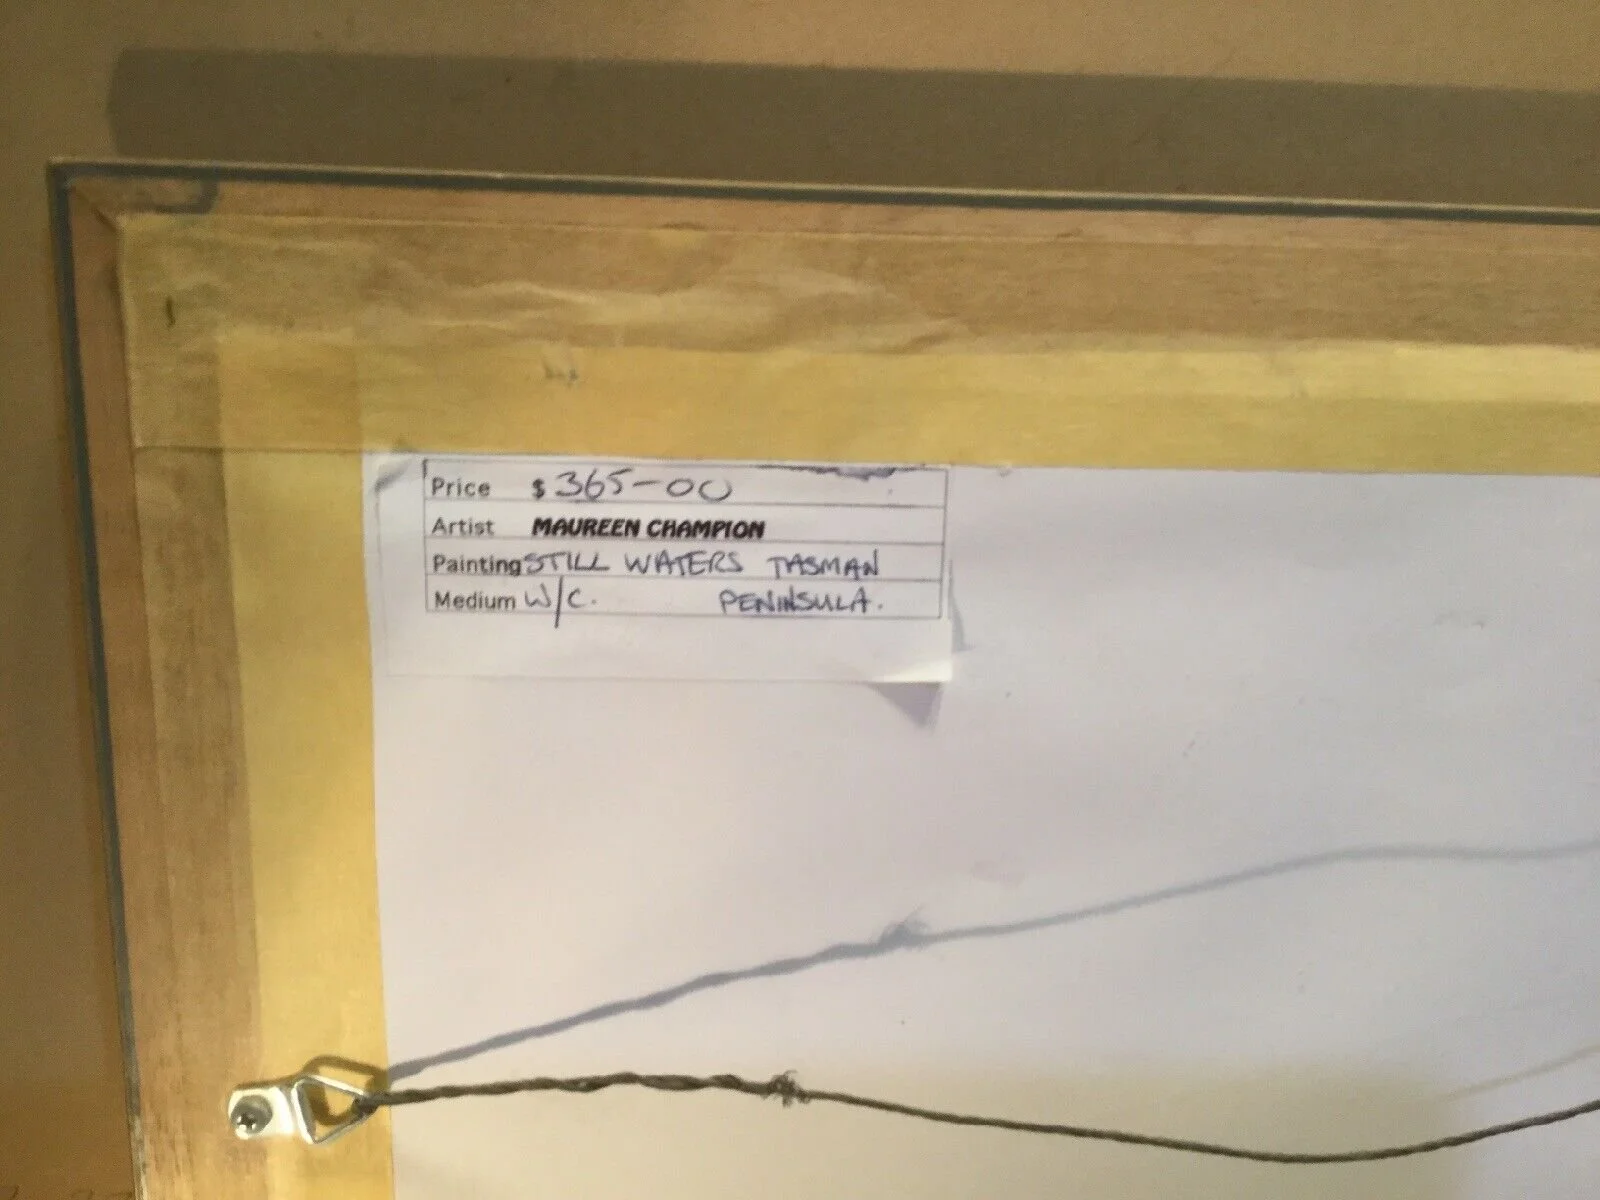 Price $ 365-00
Artist MAUREEN CHAMPION
Painting STILL WATERS TASMAN
Medium W/C. PENINSULA.